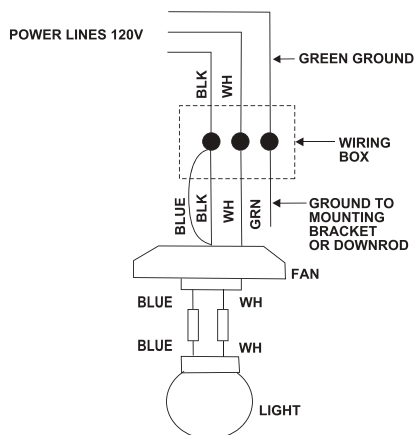 POWER LINES 120V
GREEN GROUND
BLK
WH
WIRING
BOX
BLUE
BLK
WH
GRN
GROUND TO
MOUNTING
BRACKET
OR DOWNROD
FAN
BLUE
WH
BLUE
WH
LIGHT